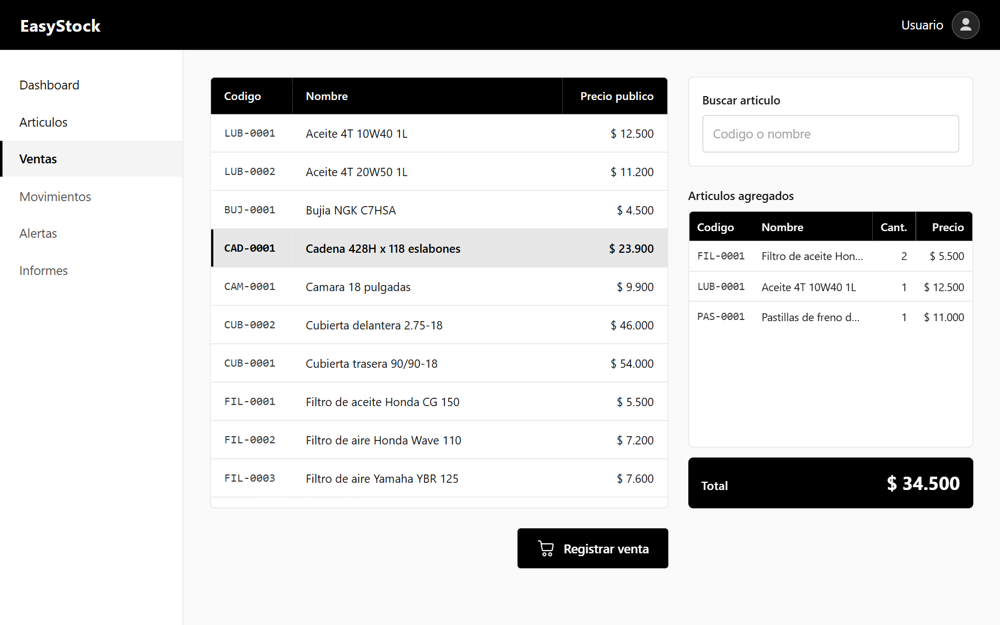 EasyStock
Usuario
Dashboard
Articulos
Ventas
Movimientos
Alertas
Informes
Codigo Nombre Precio publico
LUB-0001 Aceite 4T 10W40 1L $ 12.500
LUB-0002 Aceite 4T 20W50 1L $ 11.200
BUJ-0001 Bujia NGK C7HSA $ 4.500
CAD-0001 Cadena 428H x 118 eslabones $ 23.900
CAM-0001 Camara 18 pulgadas $ 9.900
CUB-0002 Cubierta delantera 2.75-18 $ 46.000
CUB-0001 Cubierta trasera 90/90-18 $ 54.000
FIL-0001 Filtro de aceite Honda CG 150 $ 5.500
FIL-0002 Filtro de aire Honda Wave 110 $ 7.200
FIL-0003 Filtro de aire Yamaha YBR 125 $ 7.600
Registrar venta
Buscar articulo
Codigo o nombre
Articulos agregados
Codigo Nombre Cant. Precio
FIL-0001 Filtro de aceite Hon... 2 $ 5.500
LUB-0001 Aceite 4T 10W40 1L 1 $ 12.500
PAS-0001 Pastillas de freno d... 1 $ 11.000
Total $ 34.500